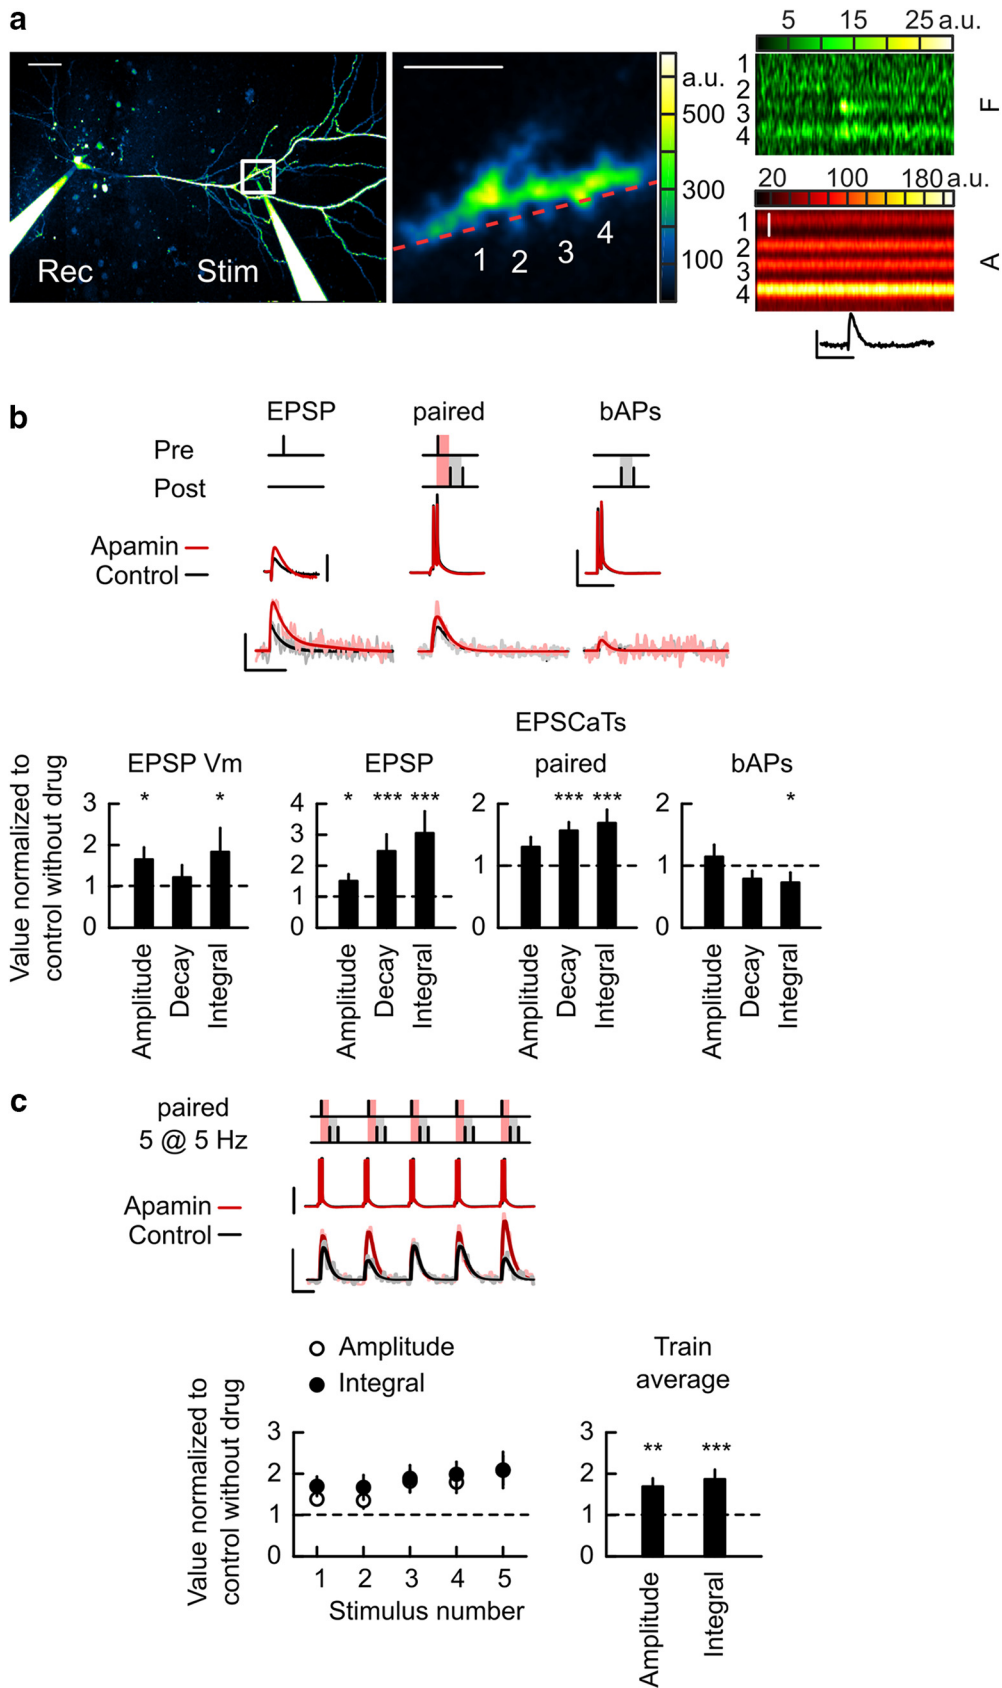 a
5 15 25 a.u.
1
2
3
4
F
a.u.
500
300
100
Rec Stim
1 2 3 4
20 100 180 a.u.
1
2
3
4
A
b
EPSP paired bAPs
Pre
Post
Apamin
Control
EPSCaTs
EPSP Vm EPSP paired bAPs
Value normalized to
control without drug
* *
* *** ***
*** ***
*
3
2
1
0
4
3
2
1
0
2
1
0
2
1
0
Amplitude Decay Integral
Amplitude Decay Integral
Amplitude Decay Integral
Amplitude Decay Integral
c
paired
5 @ 5 Hz
Apamin
Control
Amplitude
Integral
Train
average
Value normalized to
control without drug
3
2
1
0
1 2 3 4 5
Stimulus number
** ***
3
2
1
0
Amplitude Integral